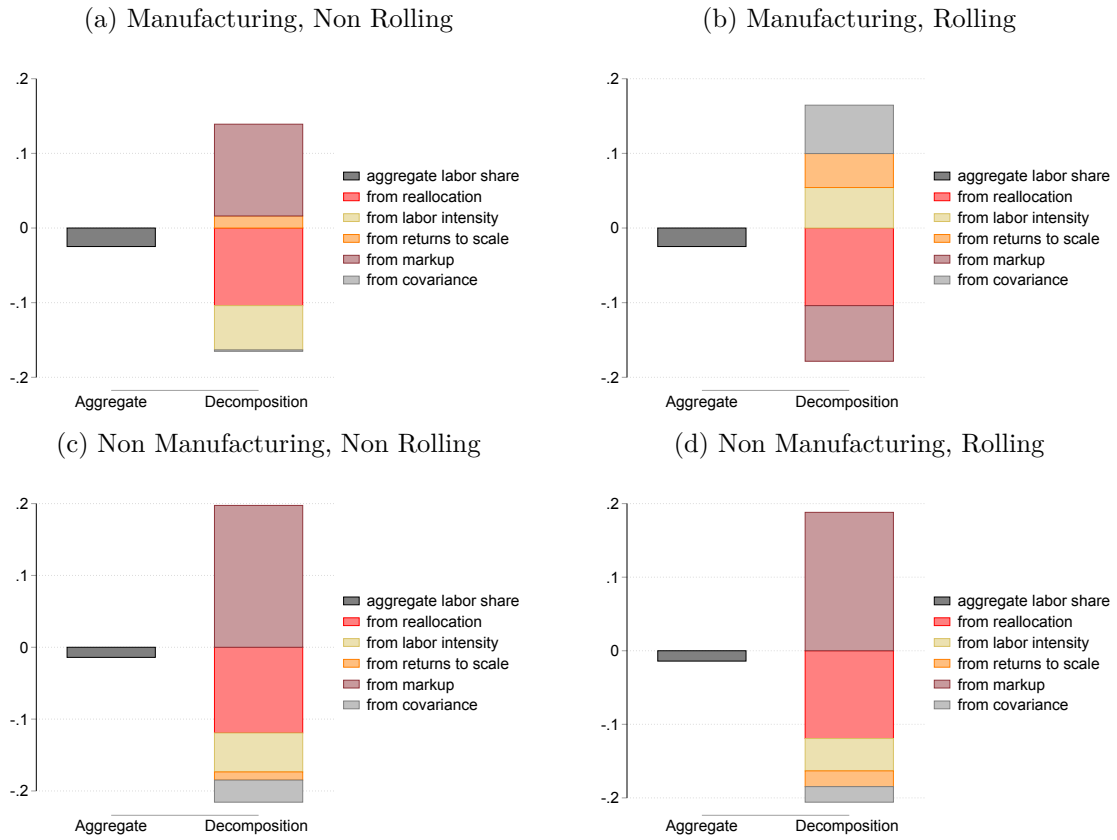 (a) Manufacturing, Non Rolling
.2
.1
0
-.1
-.2
Aggregate
Decomposition
aggregate labor share
from reallocation
from labor intensity
from returns to scale
from markup
from covariance
(b) Manufacturing, Rolling
.2
.1
0
-.1
-.2
Aggregate
Decomposition
aggregate labor share
from reallocation
from labor intensity
from returns to scale
from markup
from covariance
(c) Non Manufacturing, Non Rolling
.2
.1
0
-.1
-.2
Aggregate
Decomposition
aggregate labor share
from reallocation
from labor intensity
from returns to scale
from markup
from covariance
(d) Non Manufacturing, Rolling
.2
.1
0
-.1
-.2
Aggregate
Decomposition
aggregate labor share
from reallocation
from labor intensity
from returns to scale
from markup
from covariance